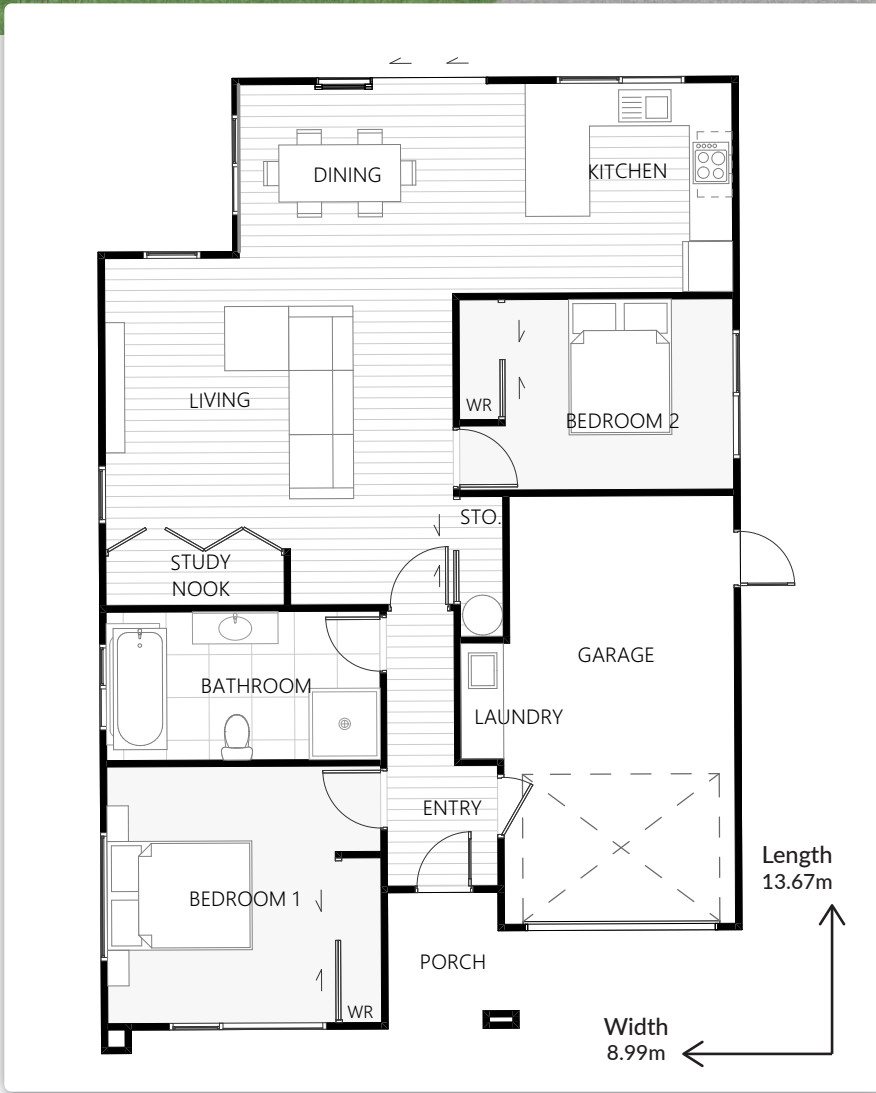 DINING
KITCHEN
LIVING
WR
BEDROOM 2
STO.
STUDY
NOOK
GARAGE
BATHROOM
LAUNDRY
ENTRY
Length
13.67m
BEDROOM 1
PORCH
WR
Width
8.99m